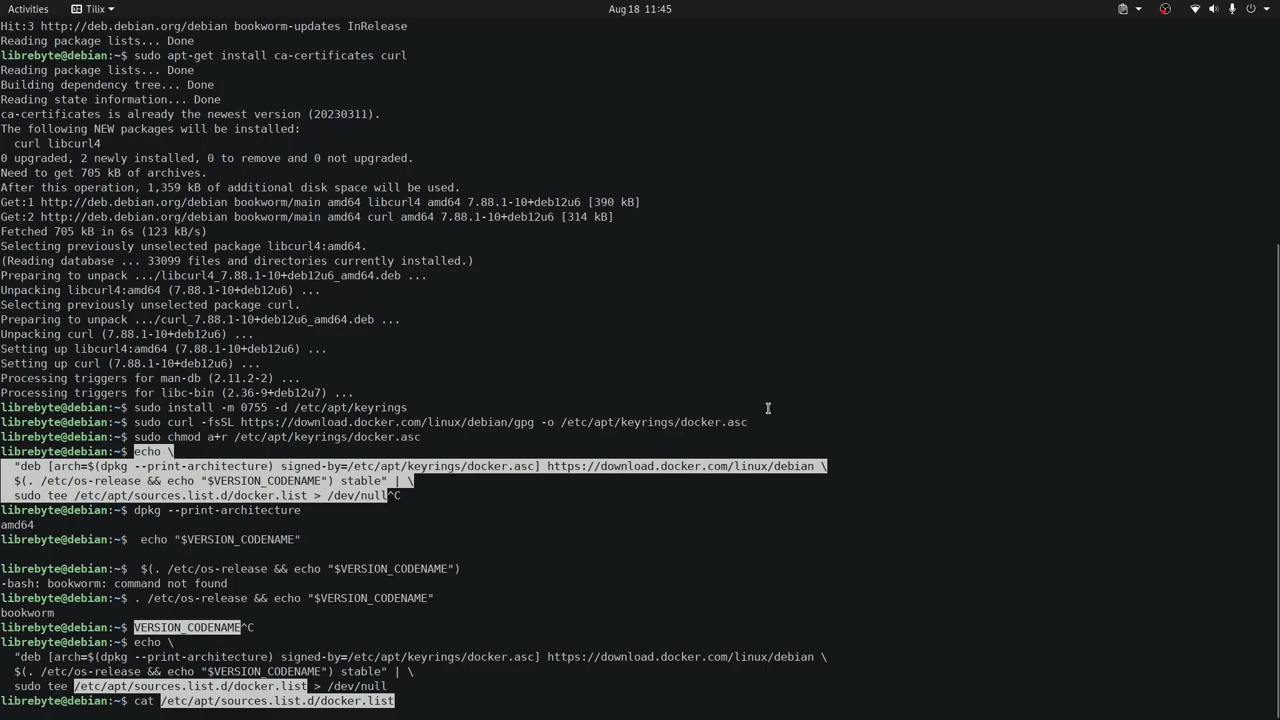 Activities Tilix Aug 18 11:45
Hit:3 http://deb.debian.org/debian bookworm-updates InRelease
Reading package lists... Done
librebyte@debian:~$ sudo apt-get install ca-certificates curl
Reading package lists... Done
Building dependency tree... Done
Reading state information... Done
ca-certificates is already the newest version (20230311).
The following NEW packages will be installed:
  curl libcurl4
0 upgraded, 2 newly installed, 0 to remove and 0 not upgraded.
Need to get 705 kB of archives.
After this operation, 1,359 kB of additional disk space will be used.
Get:1 http://deb.debian.org/debian bookworm/main amd64 libcurl4 amd64 7.88.1-10+deb12u6 [390 kB]
Get:2 http://deb.debian.org/debian bookworm/main amd64 curl amd64 7.88.1-10+deb12u6 [314 kB]
Fetched 705 kB in 6s (123 kB/s)
Selecting previously unselected package libcurl4:amd64.
(Reading database ... 33099 files and directories currently installed.)
Preparing to unpack .../libcurl4_7.88.1-10+deb12u6_amd64.deb ...
Unpacking libcurl4:amd64 (7.88.1-10+deb12u6) ...
Selecting previously unselected package curl.
Preparing to unpack .../curl_7.88.1-10+deb12u6_amd64.deb ...
Unpacking curl (7.88.1-10+deb12u6) ...
Setting up libcurl4:amd64 (7.88.1-10+deb12u6) ...
Setting up curl (7.88.1-10+deb12u6) ...
Processing triggers for man-db (2.11.2-2) ...
Processing triggers for libc-bin (2.36-9+deb12u7) ...
librebyte@debian:~$ sudo install -m 0755 -d /etc/apt/keyrings
librebyte@debian:~$ sudo curl -fsSL https://download.docker.com/linux/debian/gpg -o /etc/apt/keyrings/docker.asc
librebyte@debian:~$ sudo chmod a+r /etc/apt/keyrings/docker.asc
librebyte@debian:~$ echo \
  "deb [arch=$(dpkg --print-architecture) signed-by=/etc/apt/keyrings/docker.asc] https://download.docker.com/linux/debian \
  $(. /etc/os-release && echo "$VERSION_CODENAME") stable" | \
  sudo tee /etc/apt/sources.list.d/docker.list > /dev/null^C
librebyte@debian:~$ dpkg --print-architecture
amd64
librebyte@debian:~$  echo "$VERSION_CODENAME"

librebyte@debian:~$  $(. /etc/os-release && echo "$VERSION_CODENAME")
-bash: bookworm: command not found
librebyte@debian:~$ . /etc/os-release && echo "$VERSION_CODENAME"
bookworm
librebyte@debian:~$ VERSION_CODENAME^C
librebyte@debian:~$ echo \
  "deb [arch=$(dpkg --print-architecture) signed-by=/etc/apt/keyrings/docker.asc] https://download.docker.com/linux/debian \
  $(. /etc/os-release && echo "$VERSION_CODENAME") stable" | \
  sudo tee /etc/apt/sources.list.d/docker.list > /dev/null
librebyte@debian:~$ cat /etc/apt/sources.list.d/docker.list